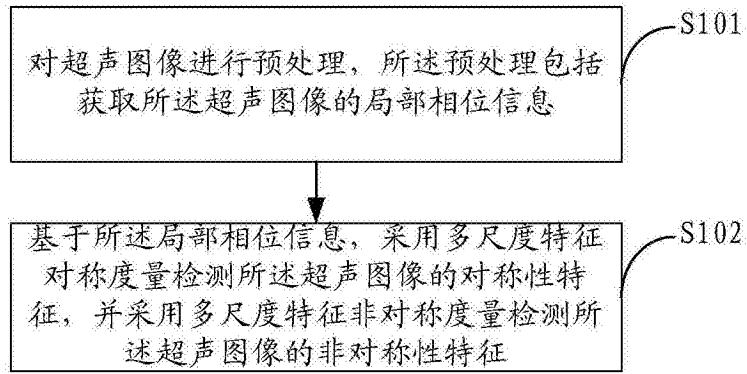 S101
对超声图像进行预处理，所述预处理包括
获取所述超声图像的局部相位信息
S102
基于所述局部相位信息，采用多尺度特征
对称度量检测所述超声图像的对称性特
征，并采用多尺度特征非对称度量检测所
述超声图像的非对称性特征